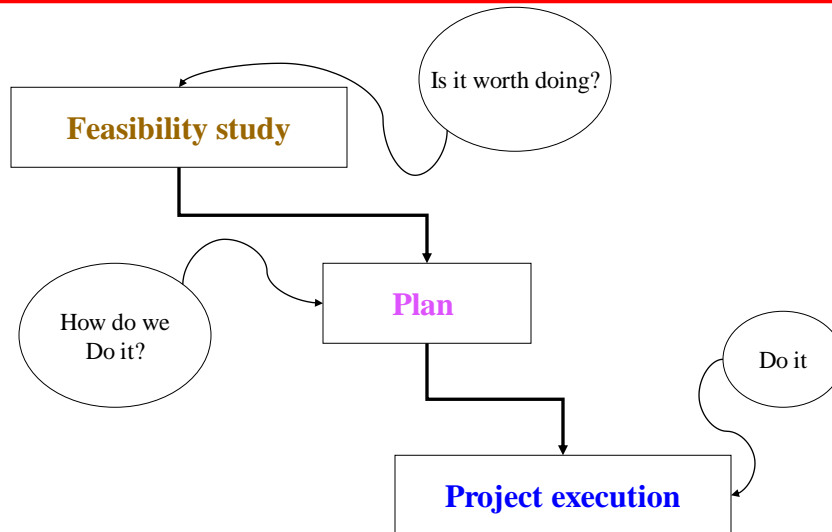 Is it worth doing?
Feasibility study
How do we
Do it?
Plan
Do it
Project execution